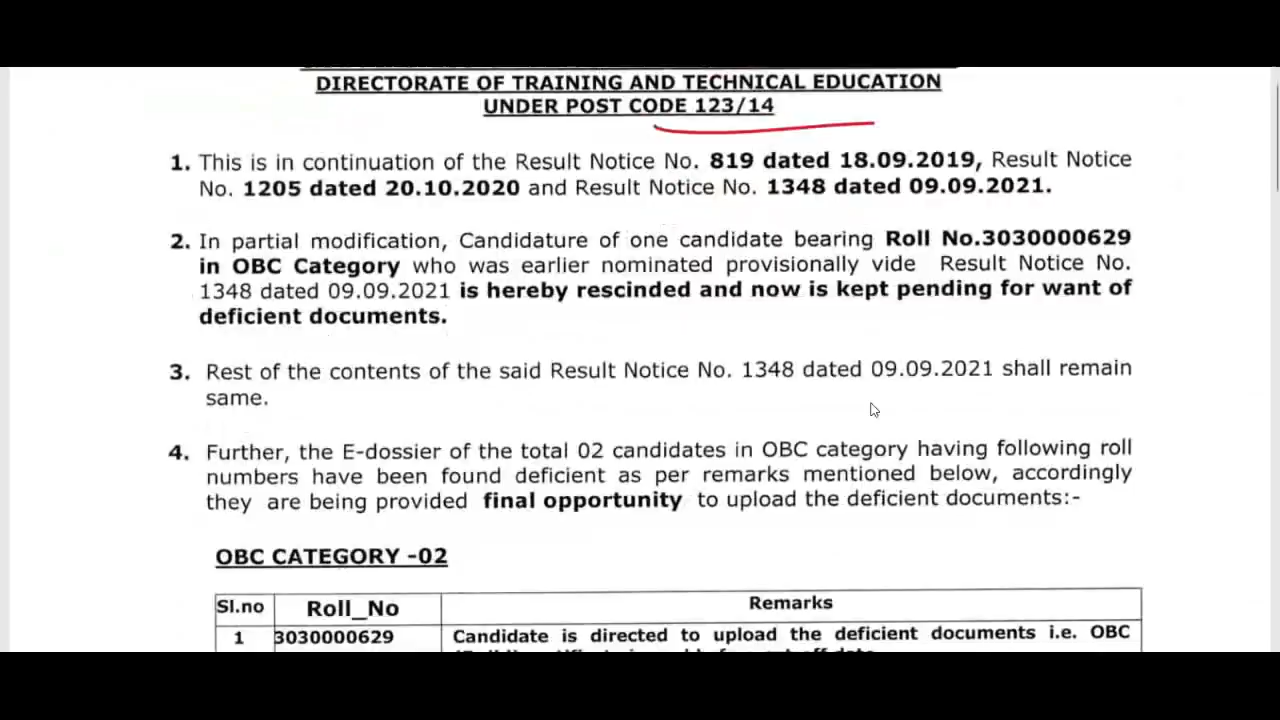 DIRECTORATE OF TRAINING AND TECHNICAL EDUCATION
UNDER POST CODE 123/14
1. This is in continuation of the Result Notice No. 819 dated 18.09.2019, Result Notice
No. 1205 dated 20.10.2020 and Result Notice No. 1348 dated 09.09.2021.
2. In partial modification, Candidature of one candidate bearing Roll No.3030000629
in OBC Category who was earlier nominated provisionally vide Result Notice No.
1348 dated 09.09.2021 is hereby rescinded and now is kept pending for want of
deficient documents.
3. Rest of the contents of the said Result Notice No. 1348 dated 09.09.2021 shall remain
same.
4. Further, the E-dossier of the total 02 candidates in OBC category having following roll
numbers have been found deficient as per remarks mentioned below, accordingly
they are being provided final opportunity to upload the deficient documents:-
OBC CATEGORY -02
Sl.no Roll_No Remarks
1 3030000629 Candidate is directed to upload the deficient documents i.e. OBC